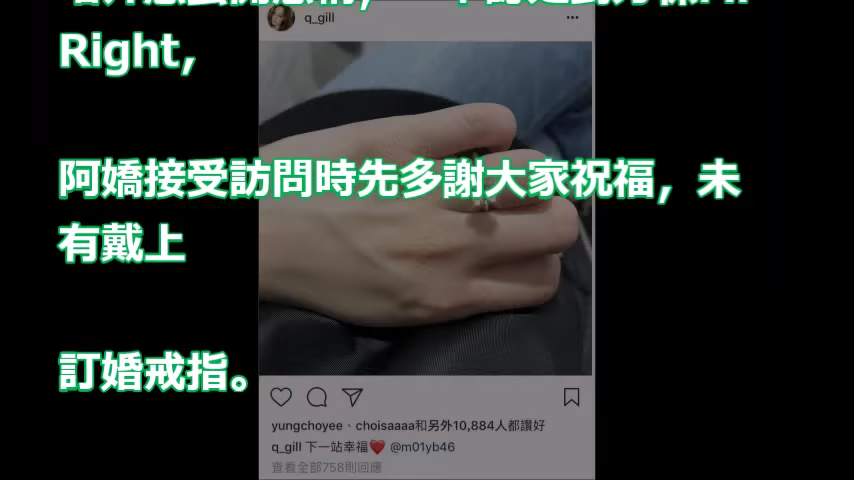 q_gill
Right,
阿嬌接受訪問時先多謝大家祝福，未
有戴上
訂婚戒指。
yungchoyee、choisaaaa和另外10,884人都讚好
q_gill 下一站幸福❤️ @m01yb46
查看全部758則回應